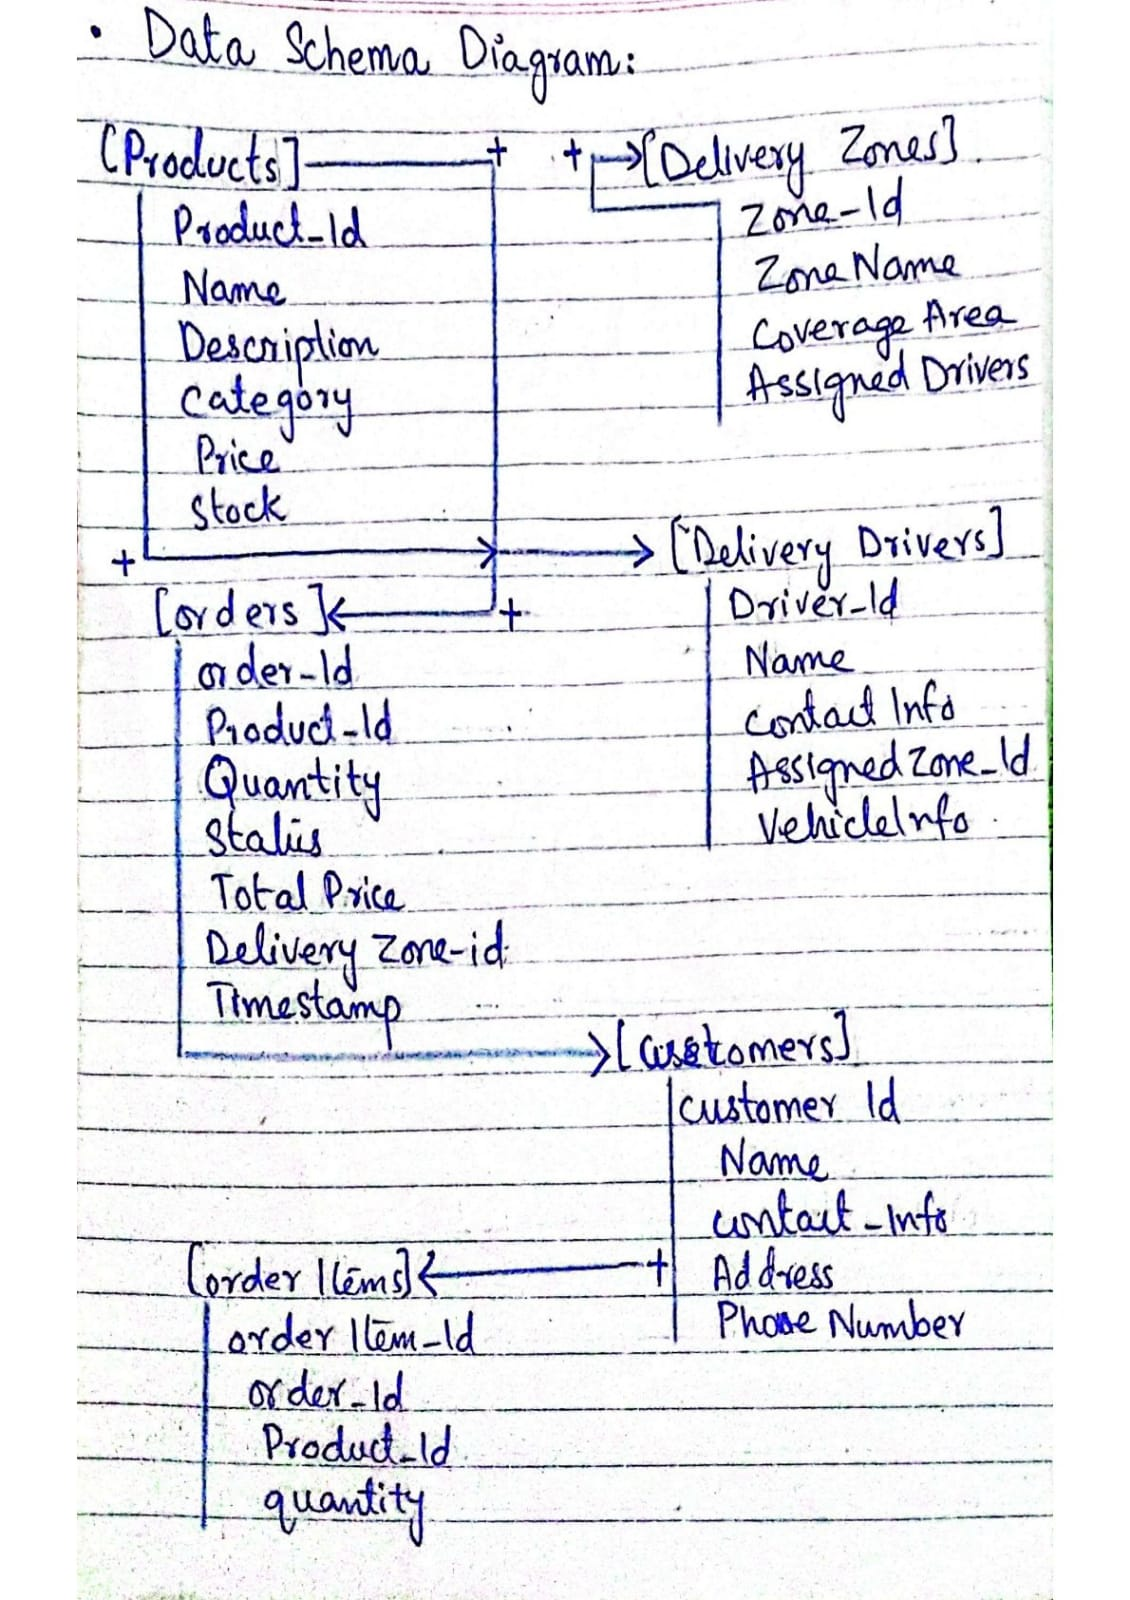 • Data Schema Diagram:
[Products]
Product-Id
Name
Description
Category
Price
Stock
+ + [Delivery Zones].
Zone-Id
Zone Name
Coverage Area
Assigned Drivers
+
[Delivery Drivers]
Driver-Id
Name
Contact Info
Assigned Zone-Id
VehicleInfo
[orders] +
order-Id
Product-Id
Quantity
Status
Total Price
Delivery Zone-id
Timestamp
[Customers]
Customer Id
Name
contact-Info
Address
Phone Number
[order Items] +
order Item-Id
order-Id
Product-Id
quantity